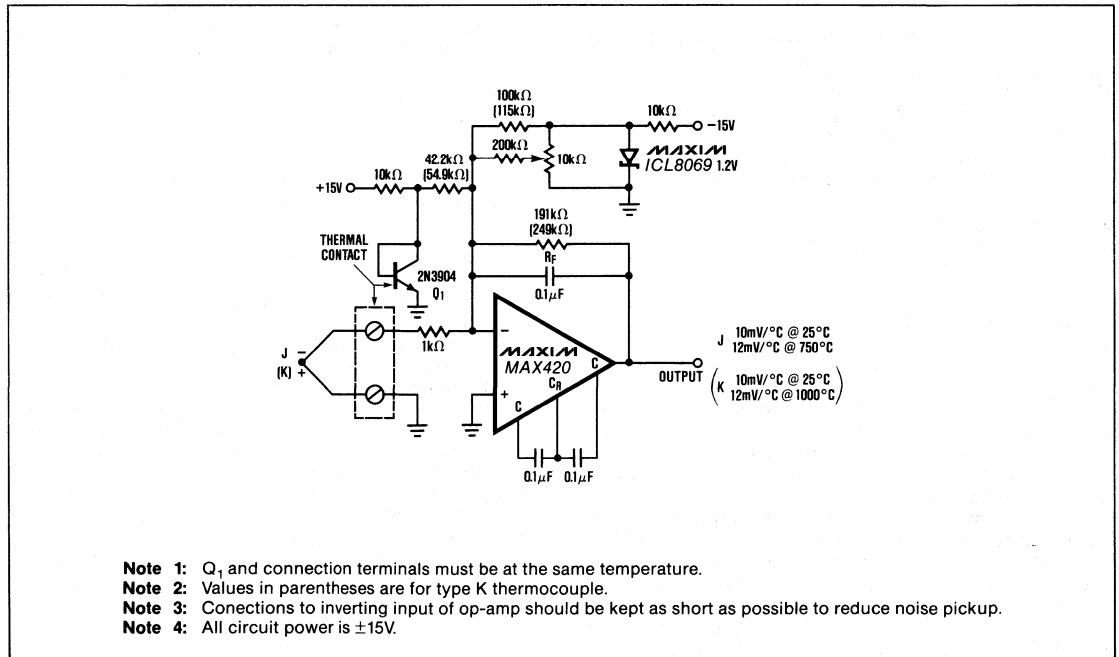 100kΩ
(115kΩ)
10kΩ
−15V
200kΩ
10kΩ
MAXIM
ICL8069 1.2V
42.2kΩ
(54.9kΩ)
+15V
10kΩ
191kΩ
(249kΩ)
RF
0.1µF
THERMAL
CONTACT
2N3904
Q1
1kΩ
J −
(K) +
−
MAXIM
MAX420
+
C
CR
C
OUTPUT
J 10mV/°C @ 25°C
12mV/°C @ 750°C
(K 10mV/°C @ 25°C
12mV/°C @ 1000°C)
0.1µF 0.1µF
Note 1: Q1 and connection terminals must be at the same temperature.
Note 2: Values in parentheses are for type K thermocouple.
Note 3: Conections to inverting input of op-amp should be kept as short as possible to reduce noise pickup.
Note 4: All circuit power is ±15V.